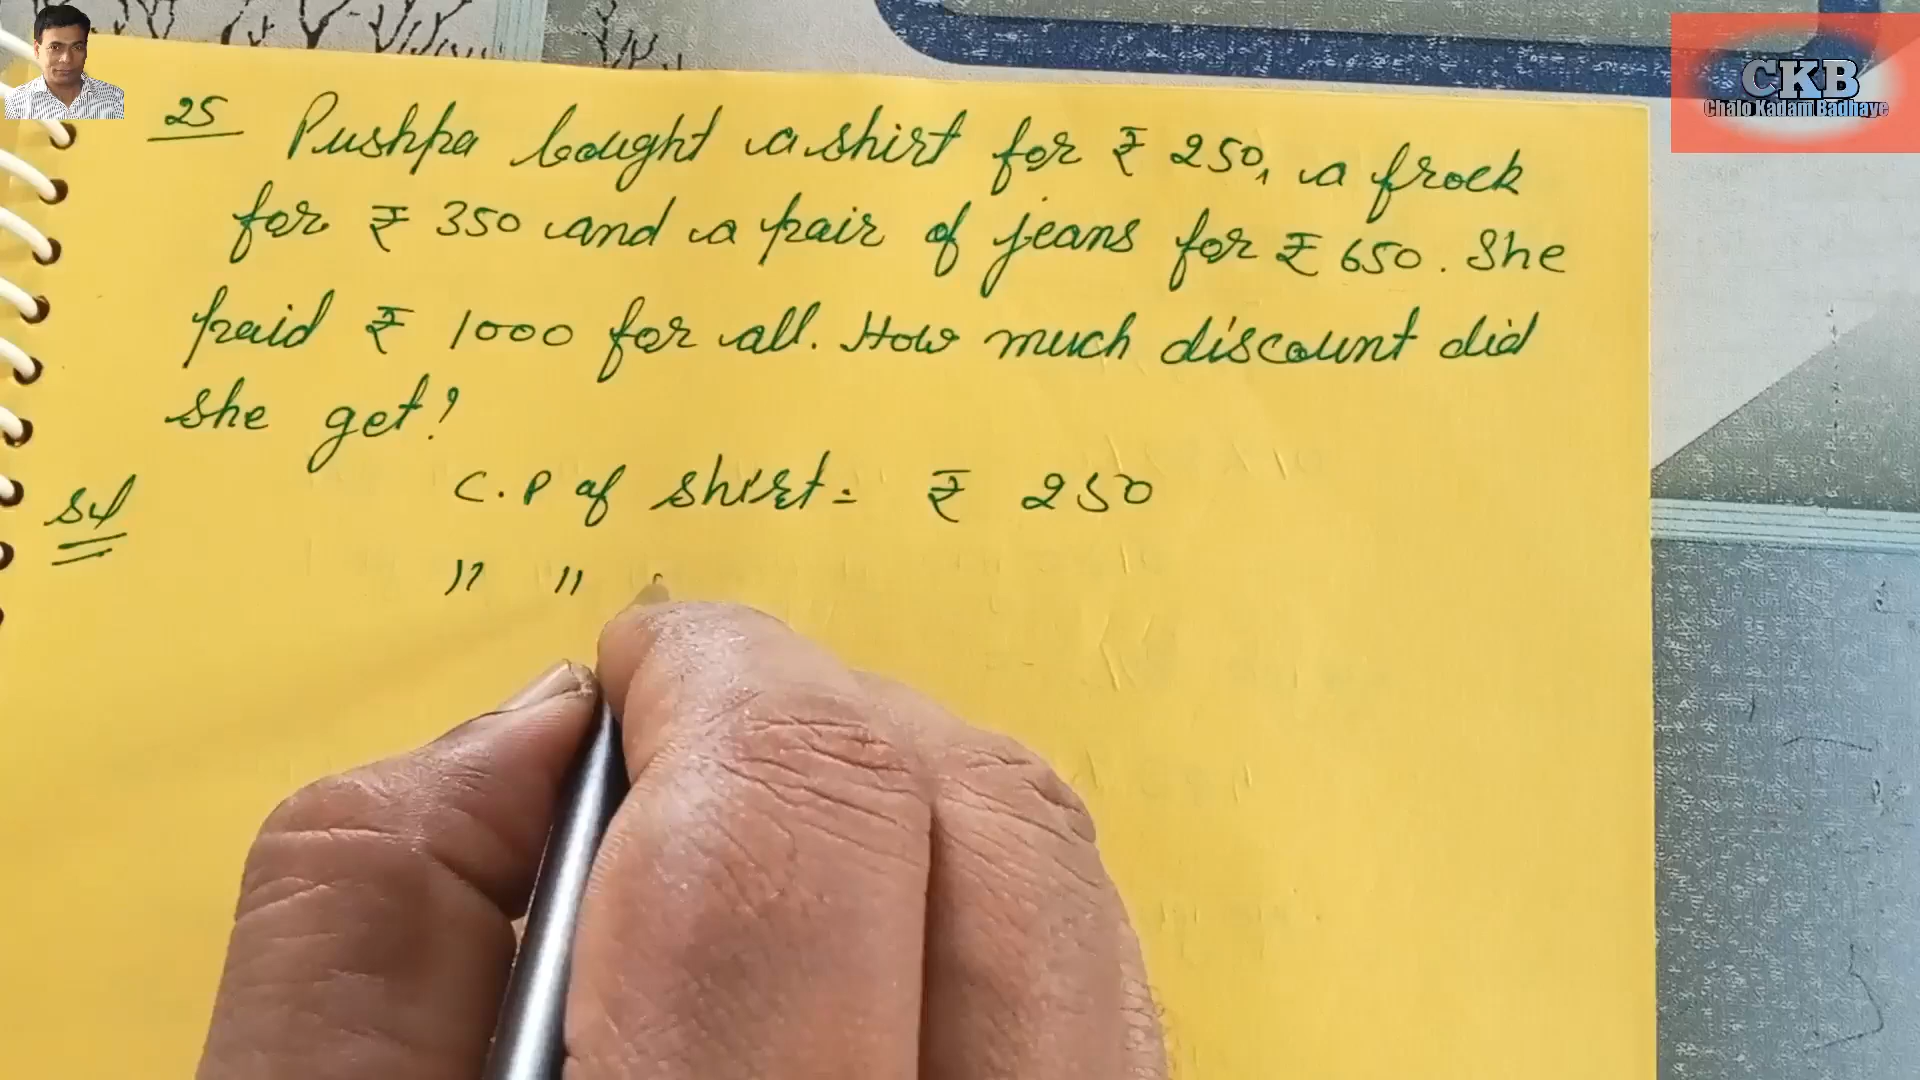 CKB
Chalo Kadam Badhaye
25 Pushpa bought a shirt for ₹ 250, a frock
for ₹ 350 and a pair of jeans for ₹ 650. She
paid ₹ 1000 for all. How much discount did
she get?
Sol
C.P of shirt = ₹ 250
" "